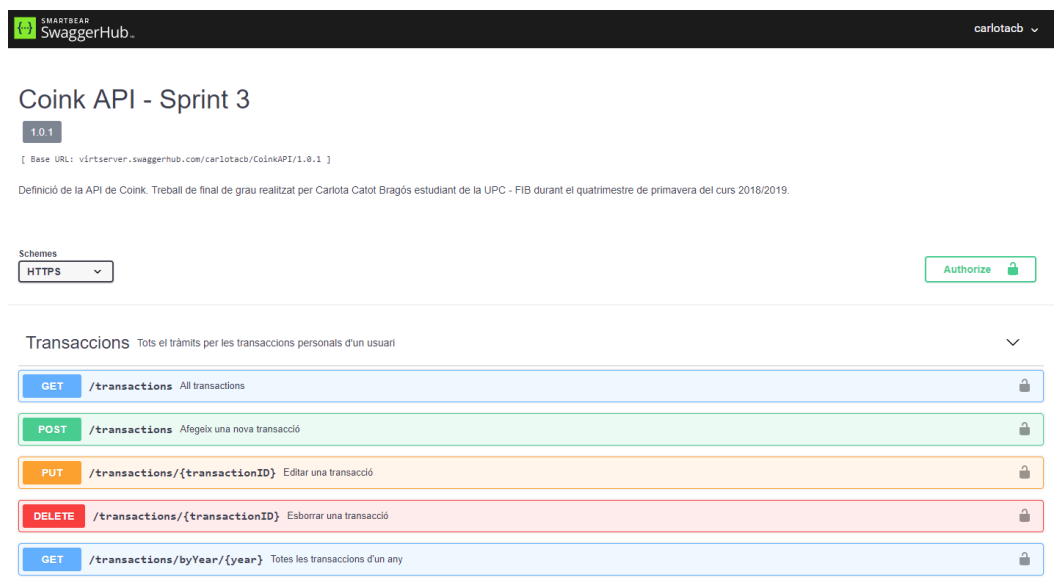 SMARTBEAR
SwaggerHub™
carlotacb
Coink API - Sprint 3
1.0.1
[ Base URL: virtserver.swaggerhub.com/carlotacb/CoinkAPI/1.0.1 ]
Definició de la API de Coink. Treball de final de grau realitzat per Carlota Catot Bragós estudiant de la UPC - FIB durant el quatrimestre de primavera del curs 2018/2019.
Schemes
HTTPS
Authorize
Transaccions Tots el tràmits per les transaccions personals d'un usuari
GET /transactions All transactions
POST /transactions Afegeix una nova transacció
PUT /transactions/{transactionID} Editar una transacció
DELETE /transactions/{transactionID} Esborrar una transacció
GET /transactions/byYear/{year} Totes les transaccions d'un any